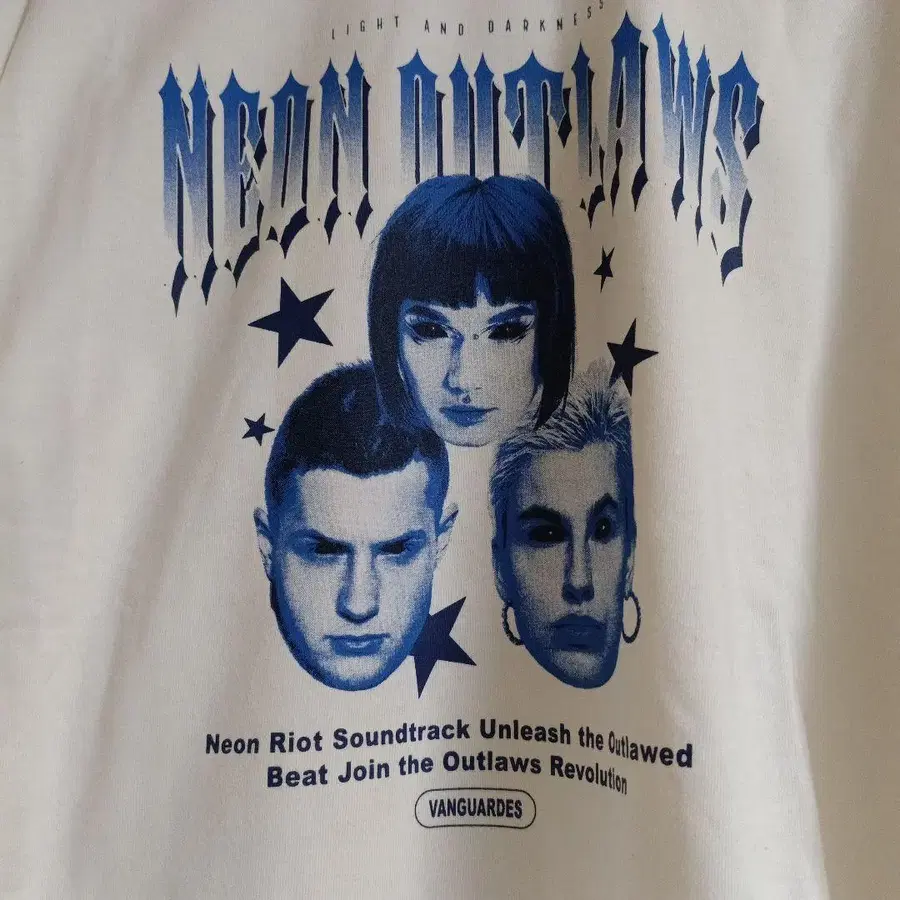 LIGHT AND DARKNESS
NEON OUTLAWS
Neon Riot Soundtrack Unleash the Outlawed
Beat Join the Outlaws Revolution
VANGUARDES